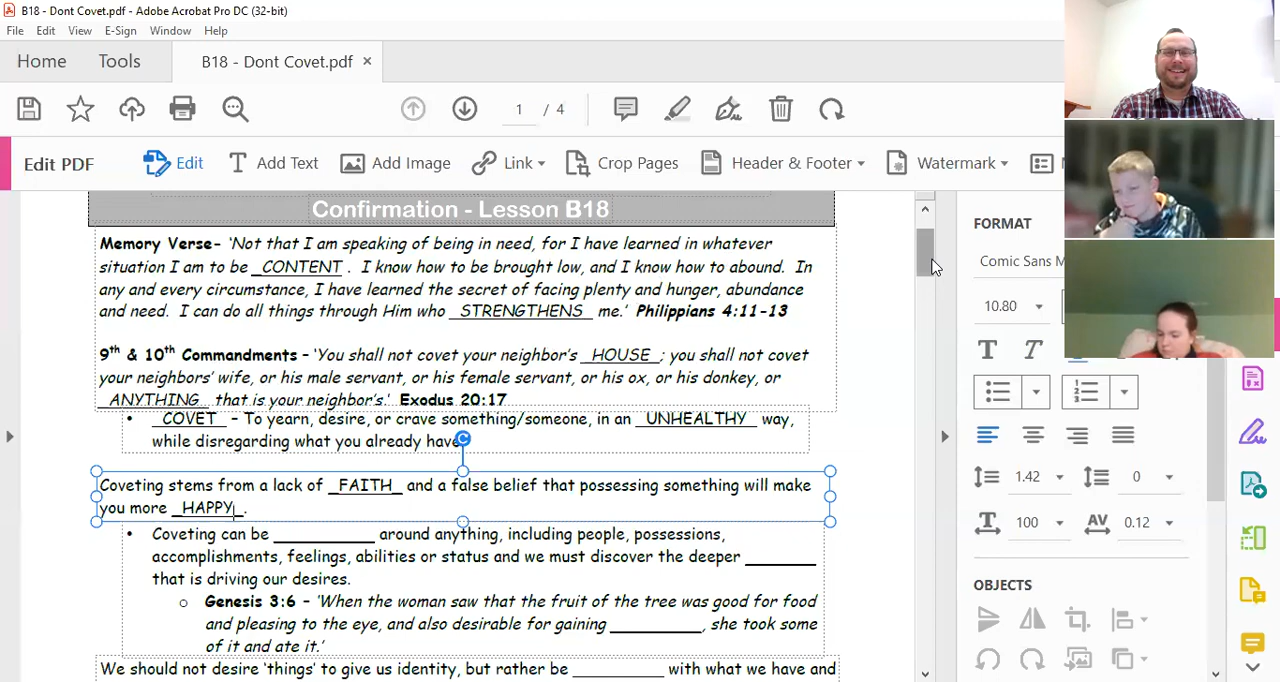 B18 - Dont Covet.pdf - Adobe Acrobat Pro DC (32-bit)
File Edit View E-Sign Window Help
Home Tools B18 - Dont Covet.pdf ×
1 / 4
Edit PDF Edit Add Text Add Image Link Crop Pages Header & Footer Watermark
Confirmation - Lesson B18
Memory Verse- ‘Not that I am speaking of being in need, for I have learned in whatever
situation I am to be _CONTENT_. I know how to be brought low, and I know how to abound. In
any and every circumstance, I have learned the secret of facing plenty and hunger, abundance
and need. I can do all things through Him who _STRENGTHENS_ me.’ Philippians 4:11-13
9th & 10th Commandments – ‘You shall not covet your neighbor’s _HOUSE_; you shall not covet
your neighbors’ wife, or his male servant, or his female servant, or his ox, or his donkey, or
_ANYTHING_ that is your neighbor’s.’ Exodus 20:17
• _COVET_ – To yearn, desire, or crave something/someone, in an _UNHEALTHY_ way,
while disregarding what you already have
Coveting stems from a lack of _FAITH_ and a false belief that possessing something will make
you more _HAPPY_.
• Coveting can be __________ around anything, including people, possessions,
accomplishments, feelings, abilities or status and we must discover the deeper _______
that is driving our desires.
o Genesis 3:6 – ‘When the woman saw that the fruit of the tree was good for food
and pleasing to the eye, and also desirable for gaining _________, she took some
of it and ate it.’
We should not desire ‘things’ to give us identity, but rather be _________ with what we have and
FORMAT
Comic Sans M
10.80
T T
1.42 0
100 AV 0.12
OBJECTS